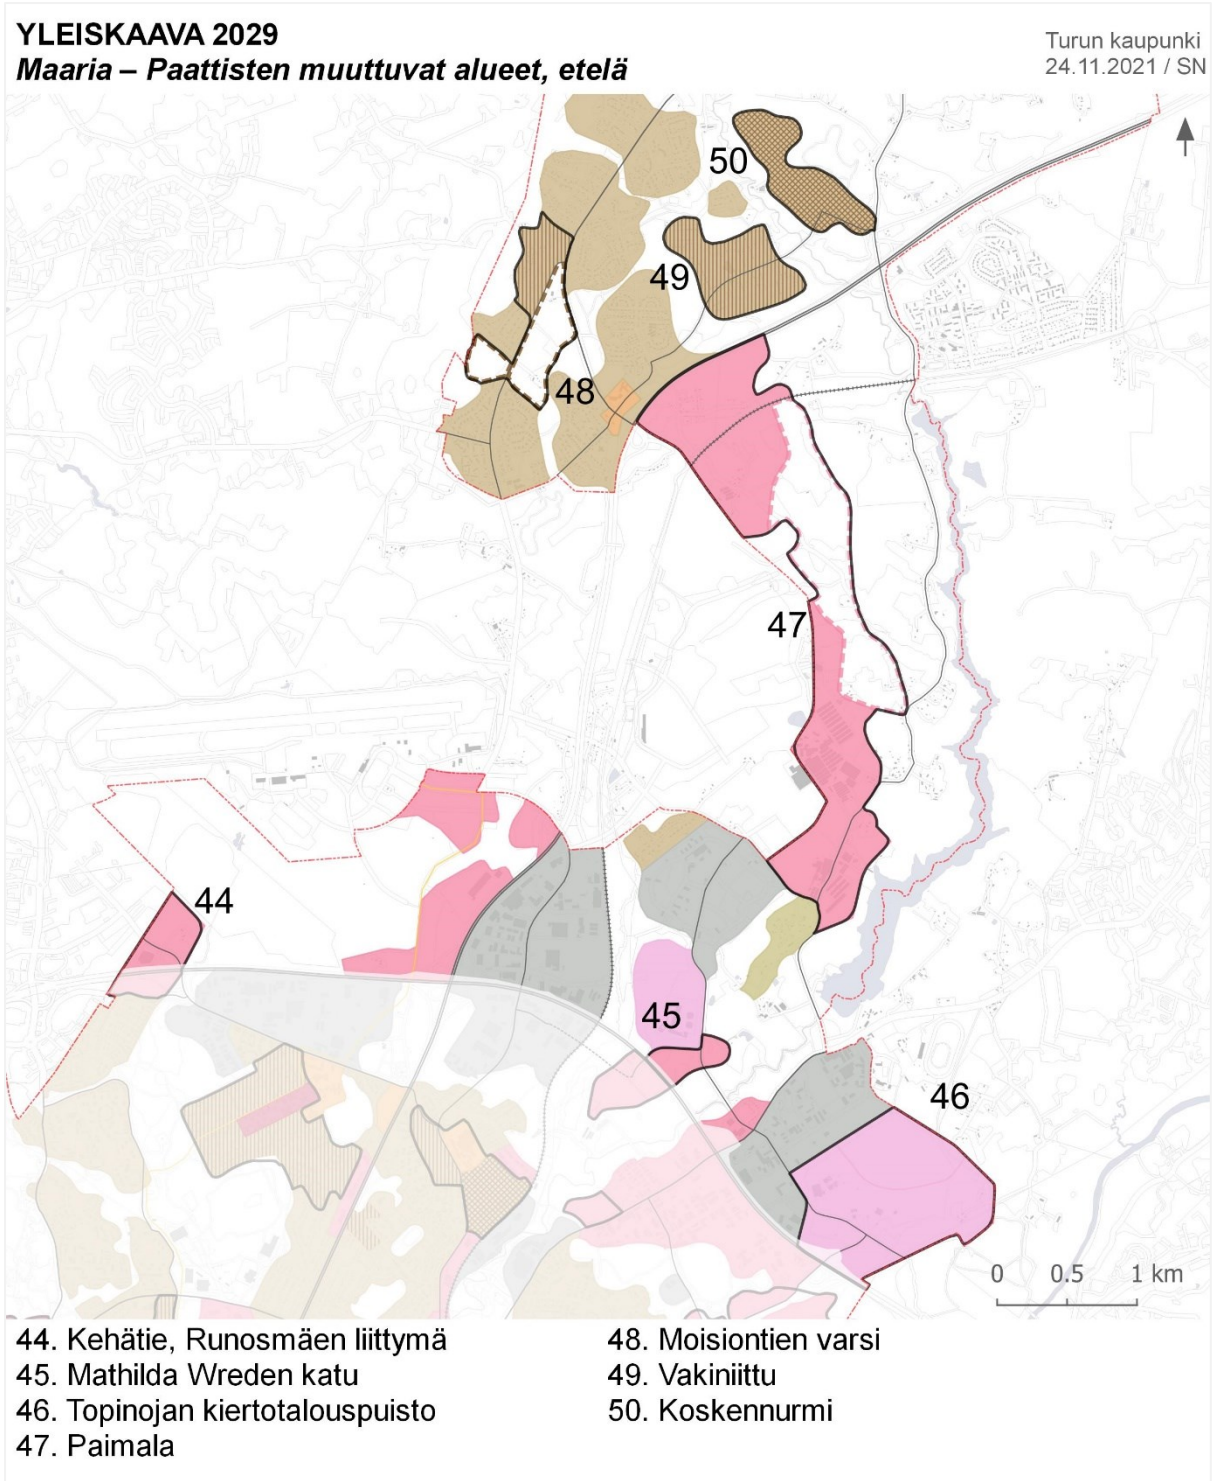 YLEISKAAVA 2029
Maaria – Paattisten muuttuvat alueet, etelä
Turun kaupunki
24.11.2021 / SN
50
49
48
47
44
45
46
0 0.5 1 km
44. Kehätie, Runosmäen liittymä
45. Mathilda Wreden katu
46. Topinojan kiertotalouspuisto
47. Paimala
48. Moisiontien varsi
49. Vakiniittu
50. Koskennurmi